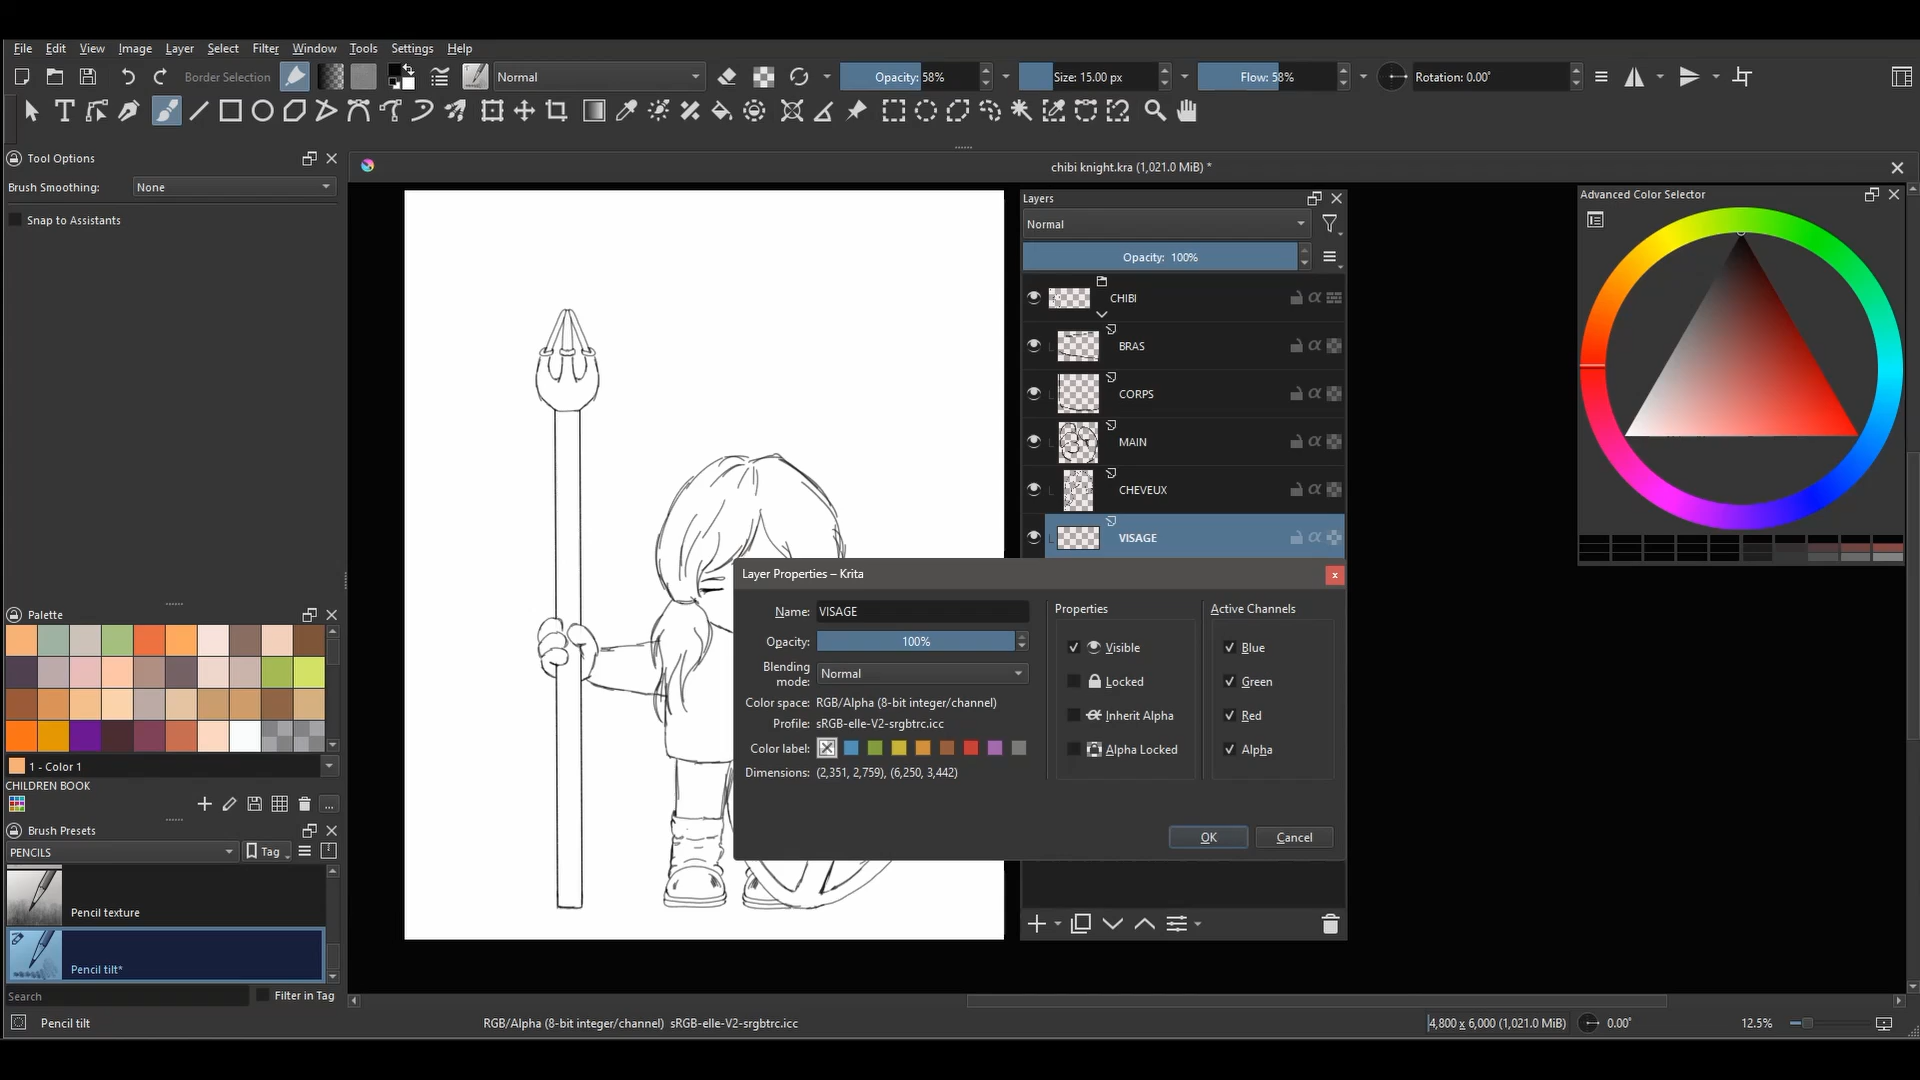 File Edit View Image Layer Select Filter Window Tools Settings Help
Border Selection Normal Opacity: 58% Size: 15.00 px Flow: 58% Rotation: 0.00°
Tool Options
chibi knight.kra (1,021.0 MiB) *
Brush Smoothing: None
Snap to Assistants
Layers
Normal
Opacity: 100%
CHIBI
BRAS
CORPS
MAIN
CHEVEUX
VISAGE
Advanced Color Selector
Layer Properties – Krita
Name: VISAGE
Opacity: 100%
Blending mode: Normal
Color space: RGB/Alpha (8-bit integer/channel)
Profile: sRGB-elle-V2-srgbtrc.icc
Color label:
Dimensions: (2,351, 2,759), (6,250, 3,442)
Properties
Visible
Locked
Inherit Alpha
Alpha Locked
Active Channels
Blue
Green
Red
Alpha
OK Cancel
Palette
1 - Color 1
CHILDREN BOOK
...
Brush Presets
PENCILS Tag
Pencil texture
Pencil tilt*
Search Filter in Tag
Pencil tilt RGB/Alpha (8-bit integer/channel) sRGB-elle-V2-srgbtrc.icc 4,800 x 6,000 (1,021.0 MiB) 0.00° 12.5%